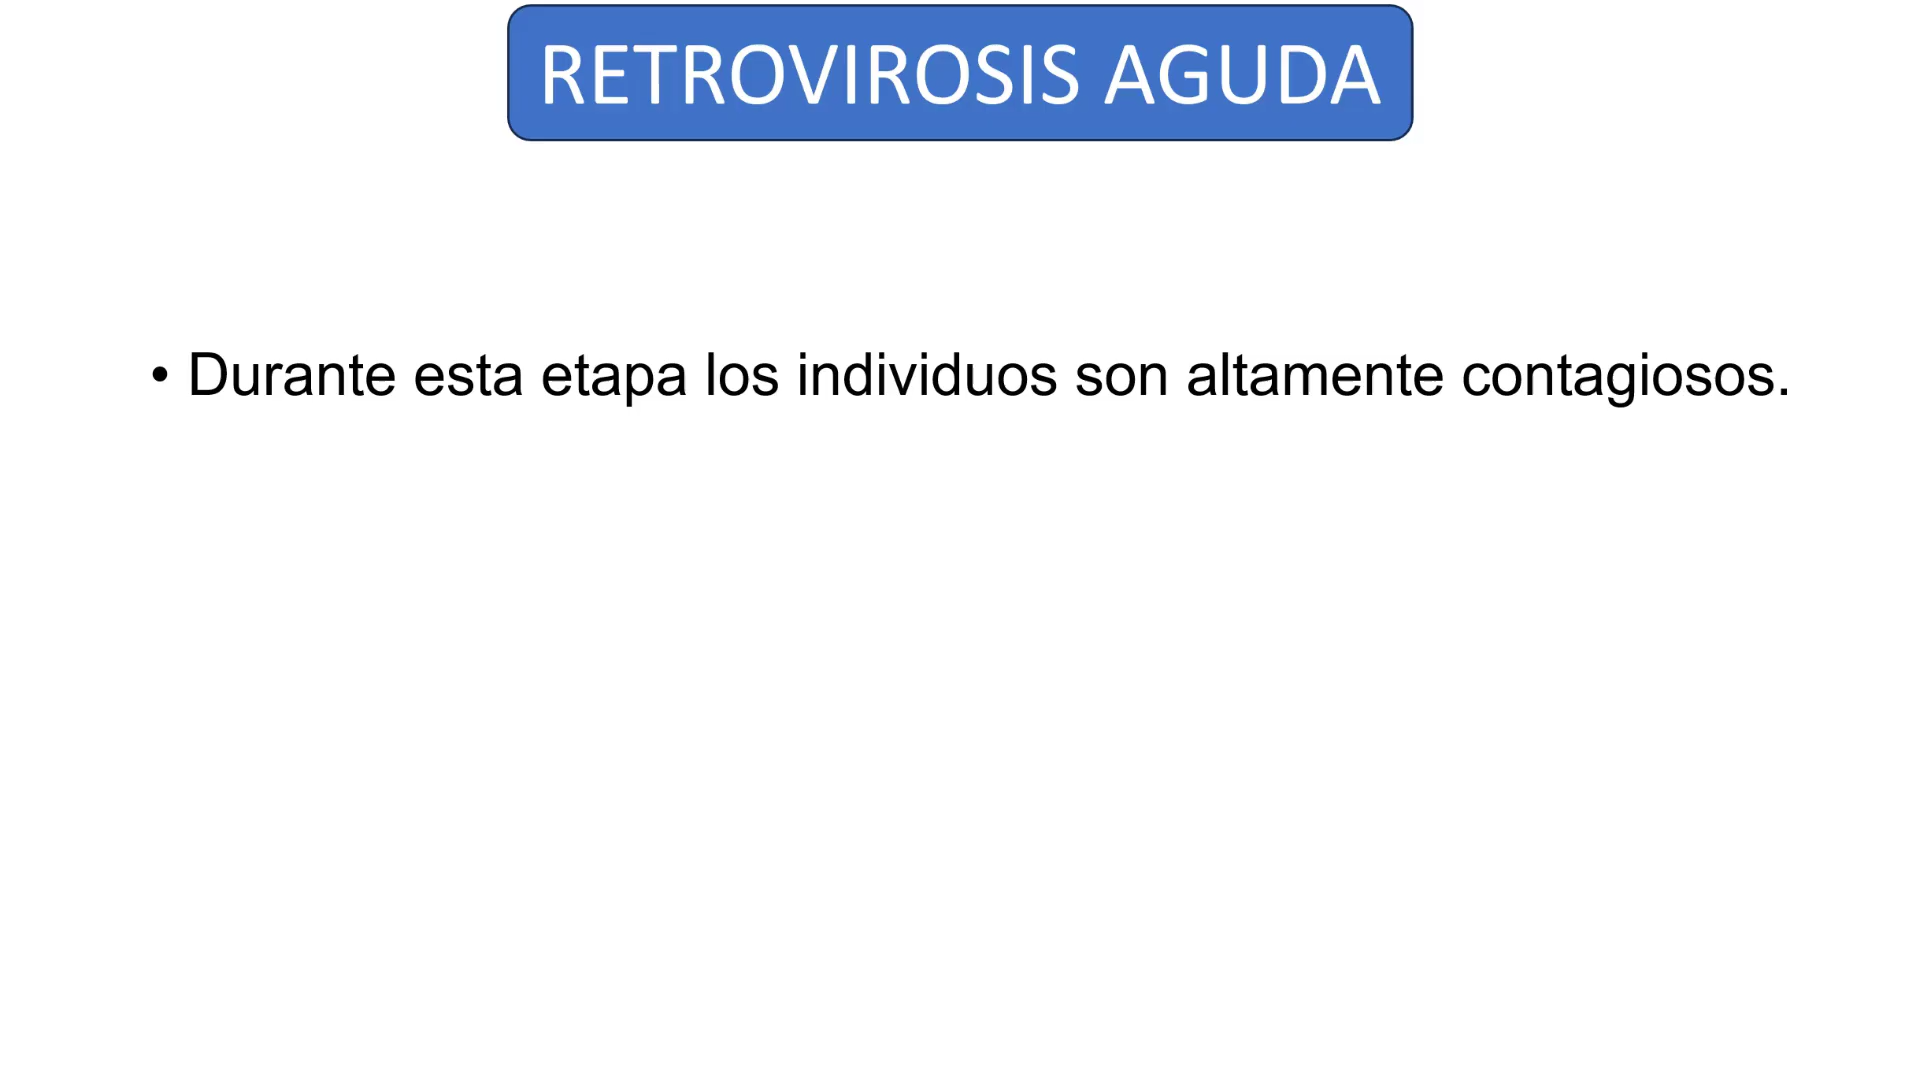 RETROVIROSIS AGUDA
• Durante esta etapa los individuos son altamente contagiosos.